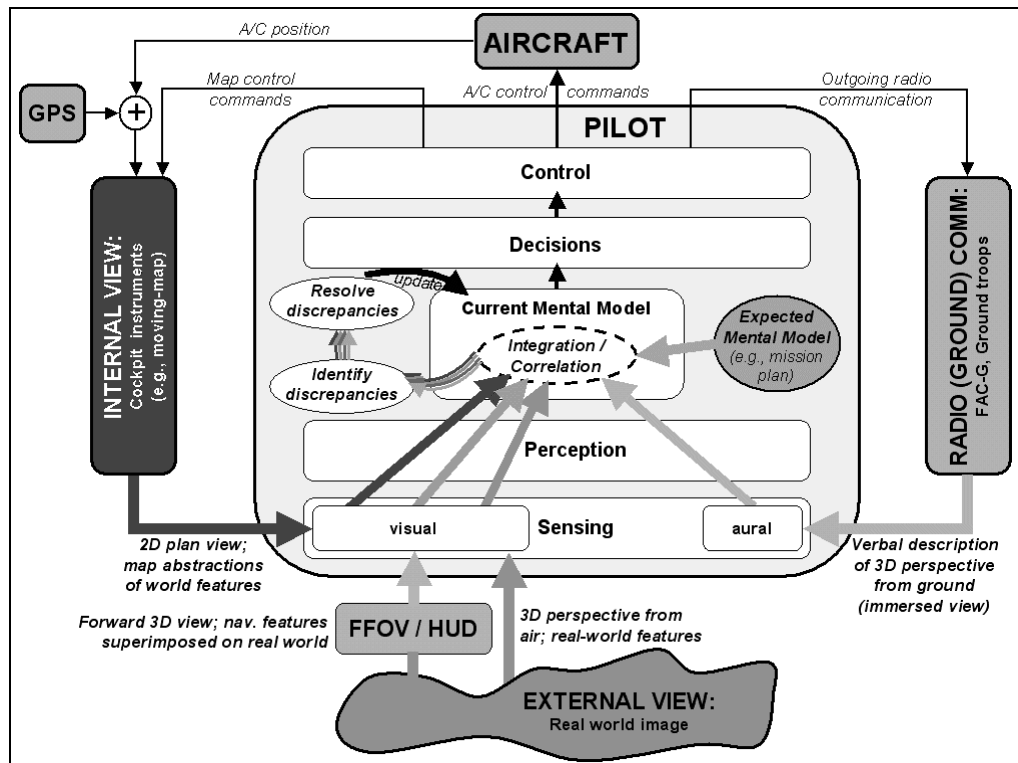 A/C position
AIRCRAFT
Map control
commands
A/C control commands
Outgoing radio
communication
GPS
+
PILOT
Control
Decisions
INTERNAL VIEW:
Cockpit instruments
(e.g., moving-map)
RADIO (GROUND) COMM:
FAC-G, Ground troops
update
Resolve
discrepancies
Current Mental Model
Integration /
Correlation
Expected
Mental Model
(e.g., mission
plan)
Identify
discrepancies
Perception
visual
Sensing
aural
2D plan view;
map abstractions
of world features
Verbal description
of 3D perspective
from ground
(immersed view)
Forward 3D view; nav. features
superimposed on real world
FFOV / HUD
3D perspective from
air; real-world features
EXTERNAL VIEW:
Real world image